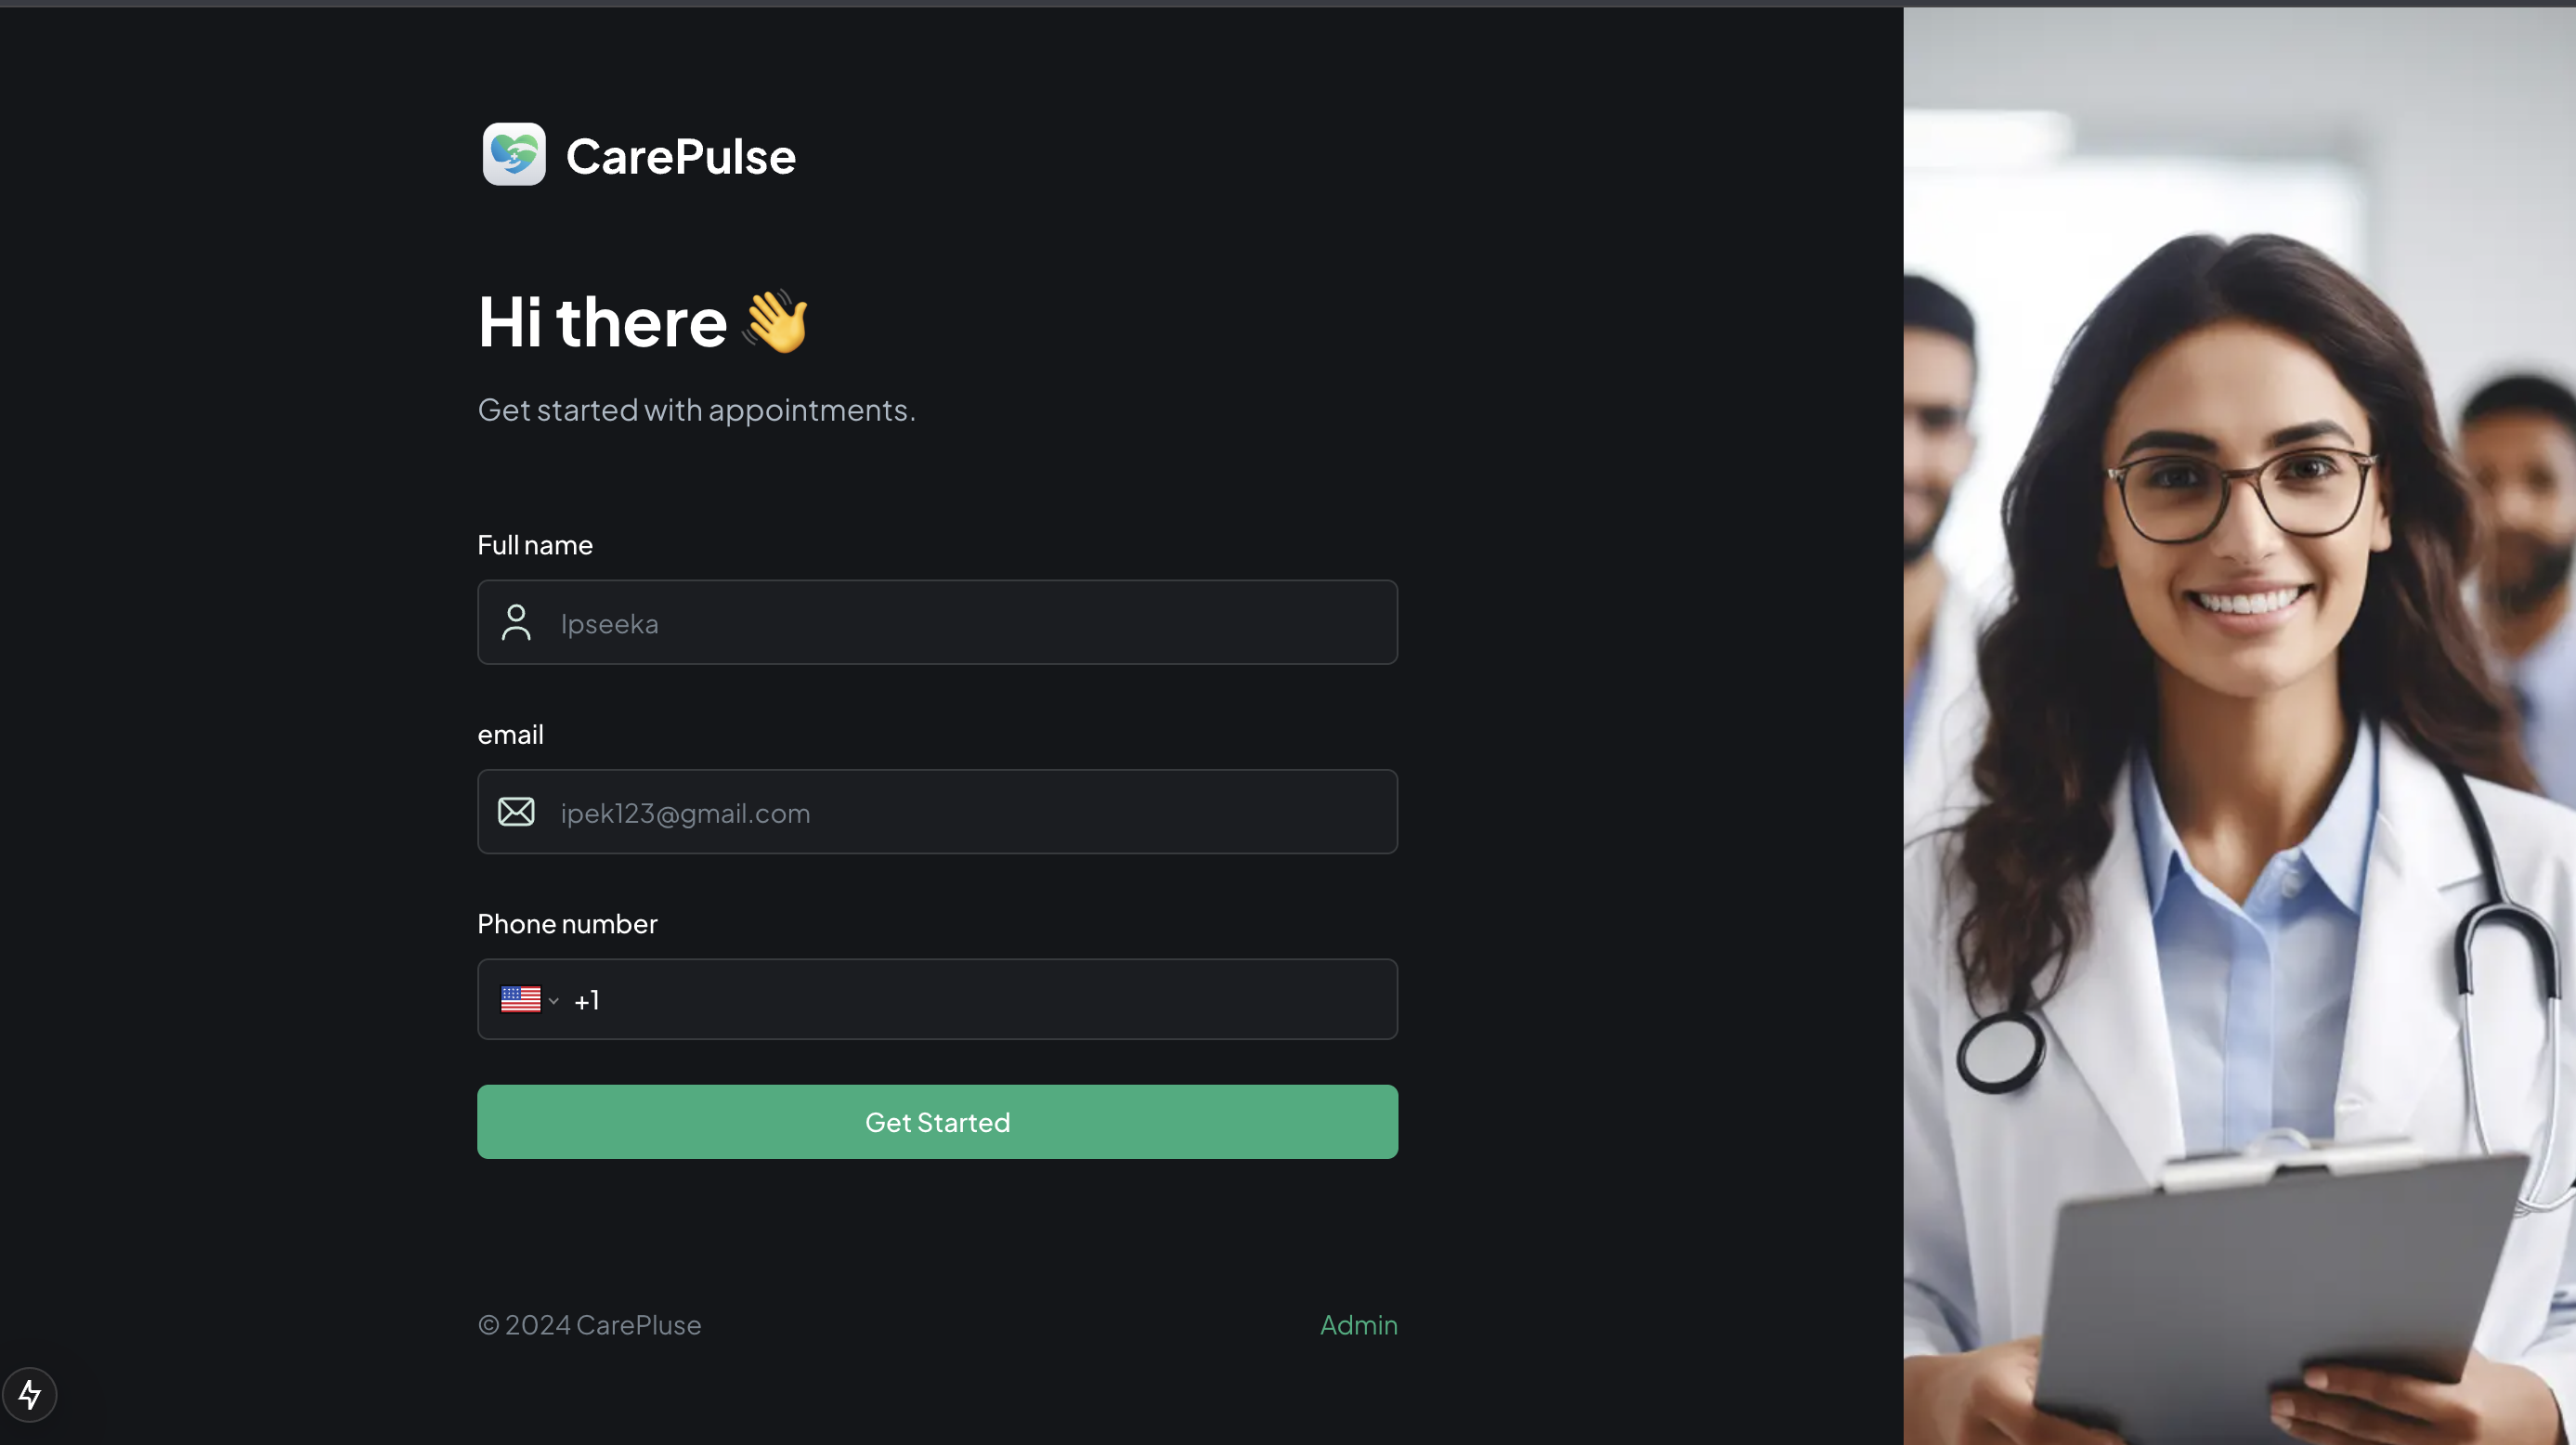 CarePulse
Hi there 👋
Get started with appointments.
Full name
Ipseeka
email
ipek123@gmail.com
Phone number
+1
Get Started
© 2024 CarePluse
Admin